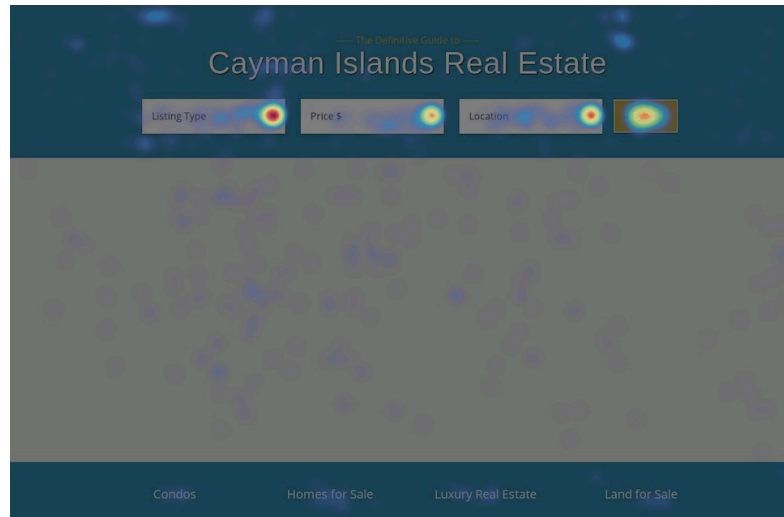 The Definitive Guide to
Cayman Islands Real Estate
Listing Type
Price $
Location
Condos
Homes for Sale
Luxury Real Estate
Land for Sale